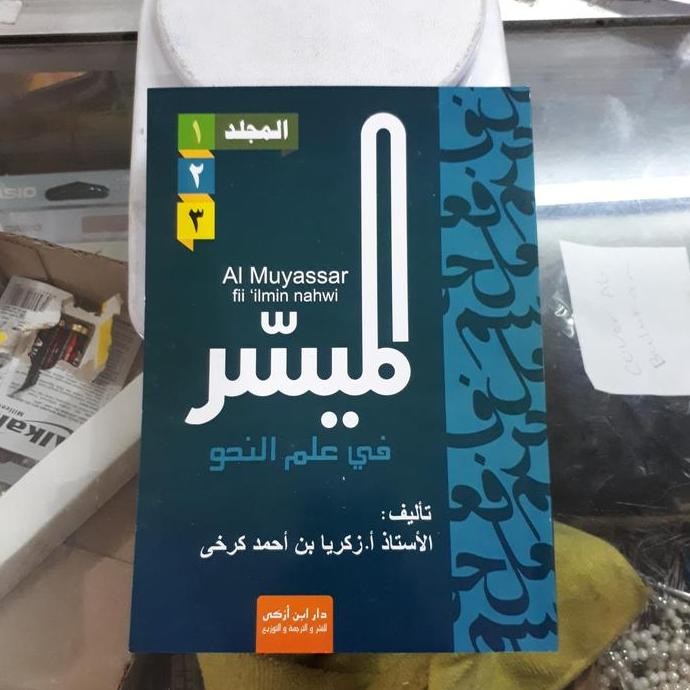 المجلد ١
٢
٣
Al Muyassar
fii ‘ilmin nahwi
الميسّر
في علم النحو
تأليف:
الأستاذ أ.زكريا بن أحمد كرخى
دار ابن أزكى
للنشر و الترجمة و التوزيع